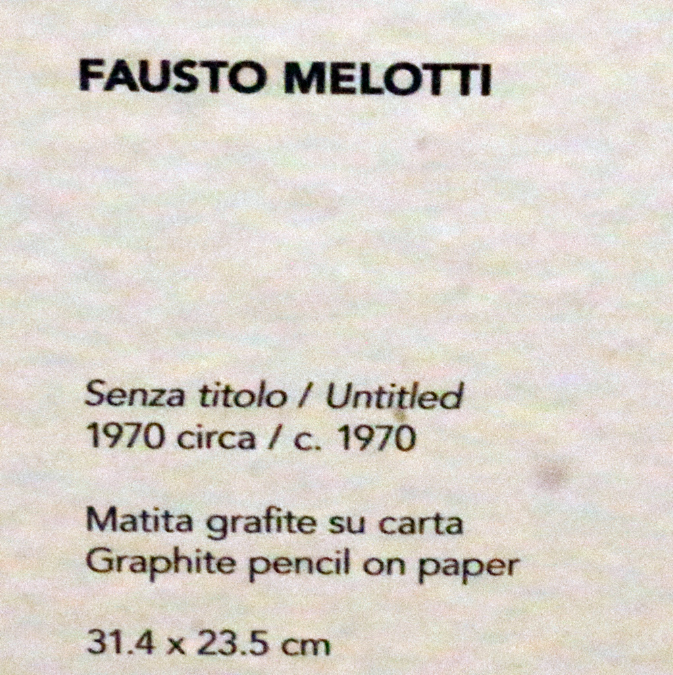 FAUSTO MELOTTI
Senza titolo / Untitled
1970 circa / c. 1970
Matita grafite su carta
Graphite pencil on paper
31.4 x 23.5 cm